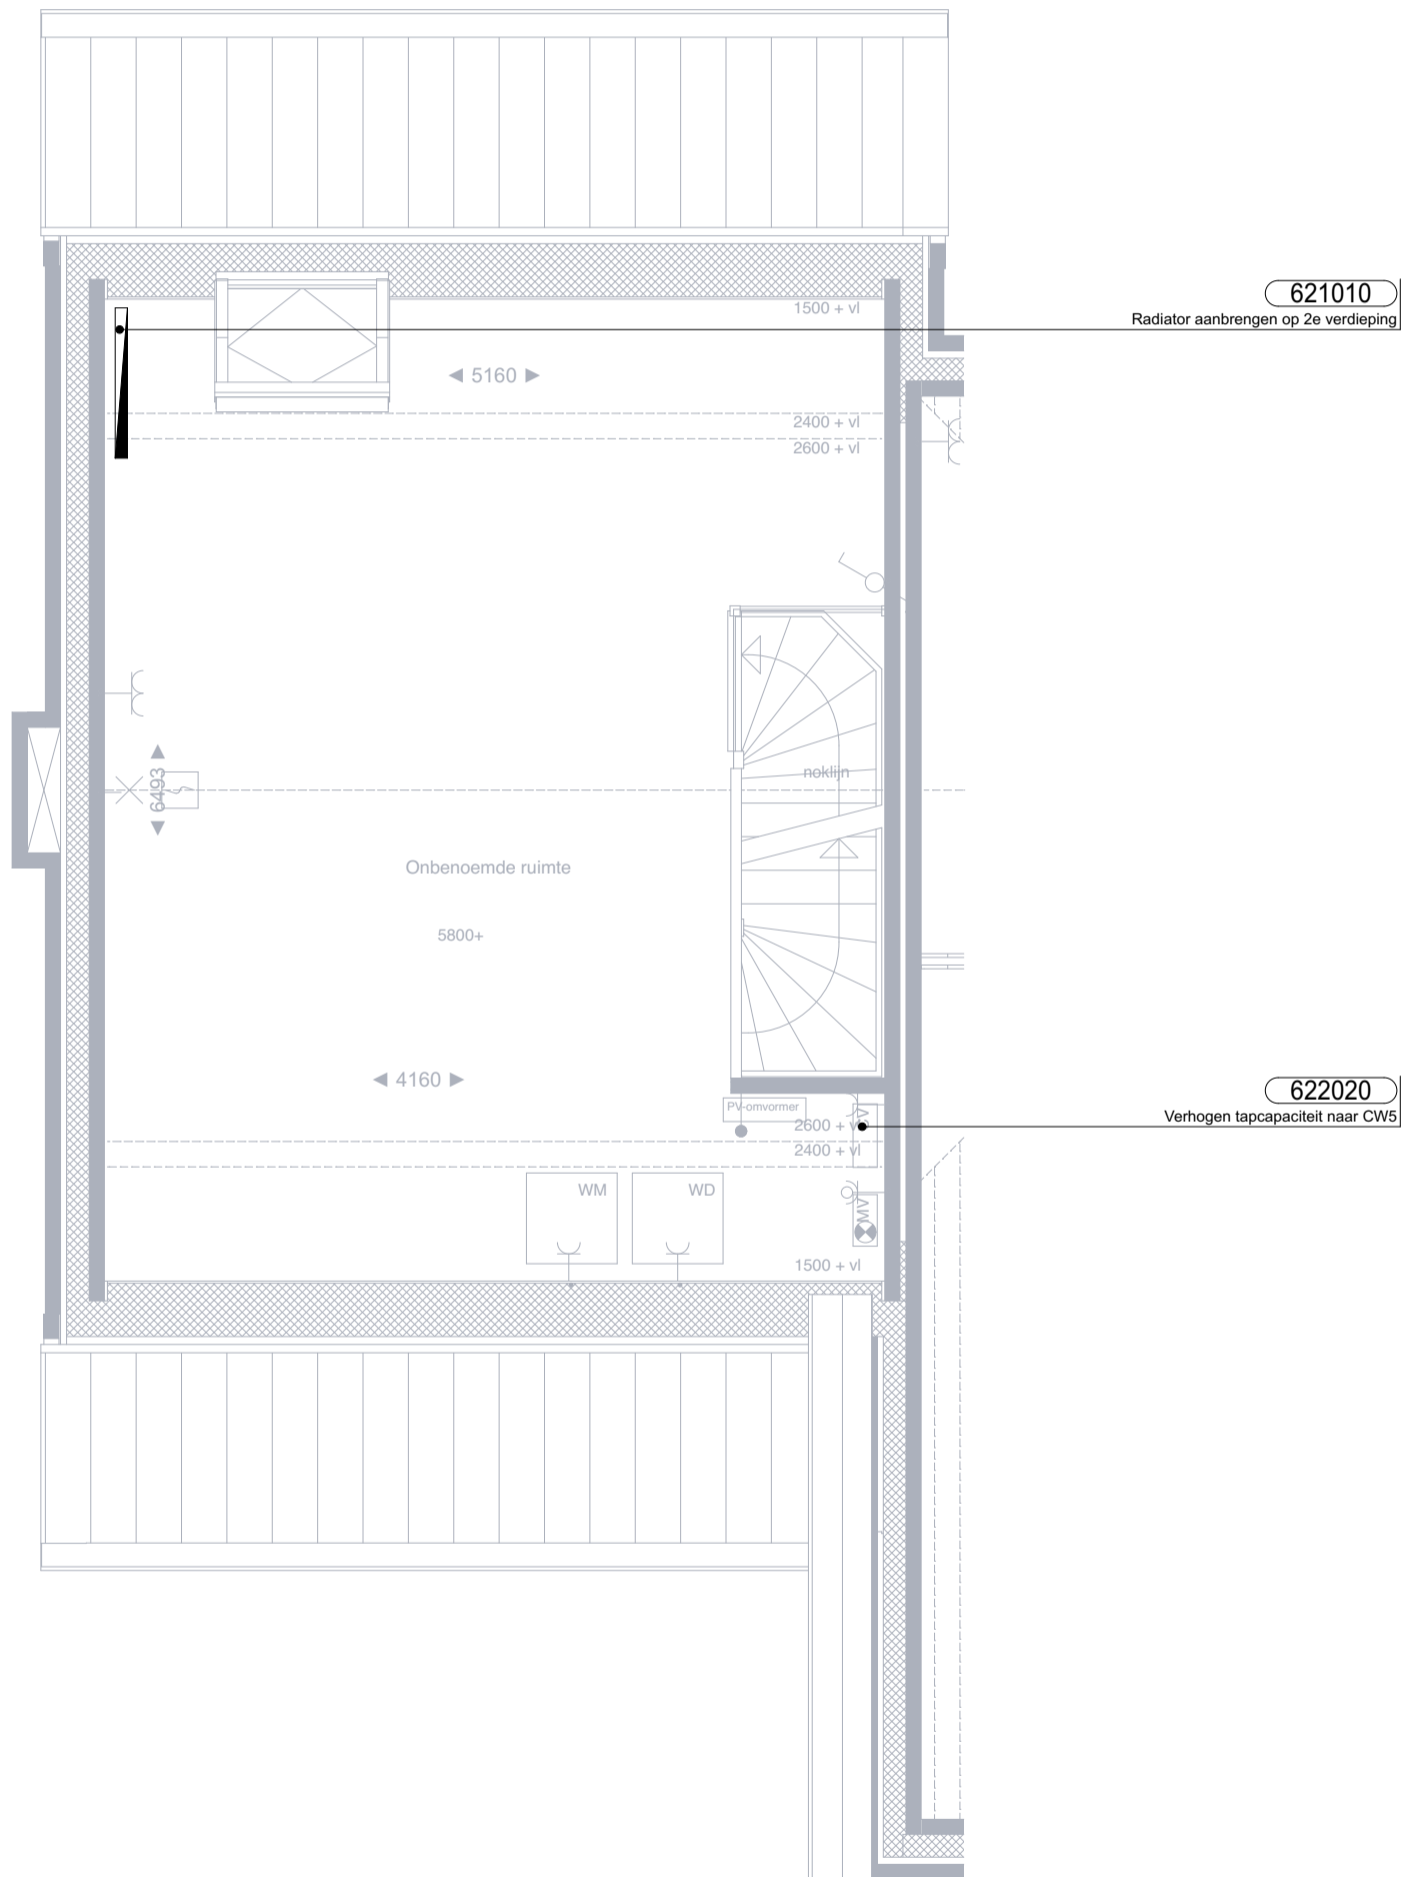 621010
Radiator aanbrengen op 2e verdieping
1500 + vl
5160
2400 + vl
2600 + vl
noklijn
6493
Onbenoemde ruimte
5800+
4160
622020
Verhogen tapcapaciteit naar CW5
PV-omvormer
CV
2600 + vl
2400 + vl
WM
WD
MV
1500 + vl